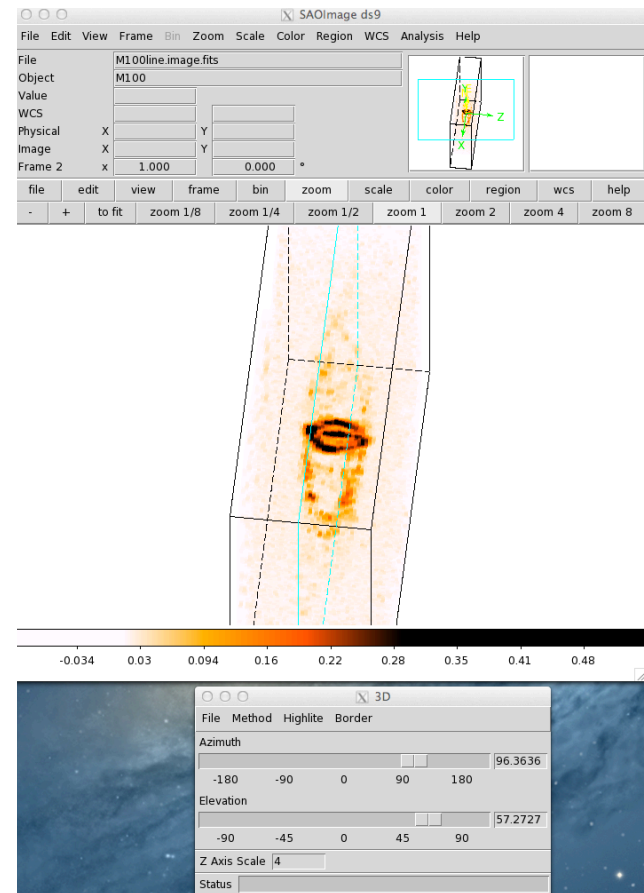 X SAOImage ds9
File Edit View Frame Bin Zoom Scale Color Region WCS Analysis Help
File M100line.image.fits
Object M100
Value
WCS
Physical X Y
Image X Y
Frame 2 x 1.000 0.000 °
Y Z X
file edit view frame bin zoom scale color region wcs help
- + to fit zoom 1/8 zoom 1/4 zoom 1/2 zoom 1 zoom 2 zoom 4 zoom 8
-0.034 0.03 0.094 0.16 0.22 0.28 0.35 0.41 0.48
X 3D
File Method Highlite Border
Azimuth
96.3636
-180 -90 0 90 180
Elevation
57.2727
-90 -45 0 45 90
Z Axis Scale 4
Status